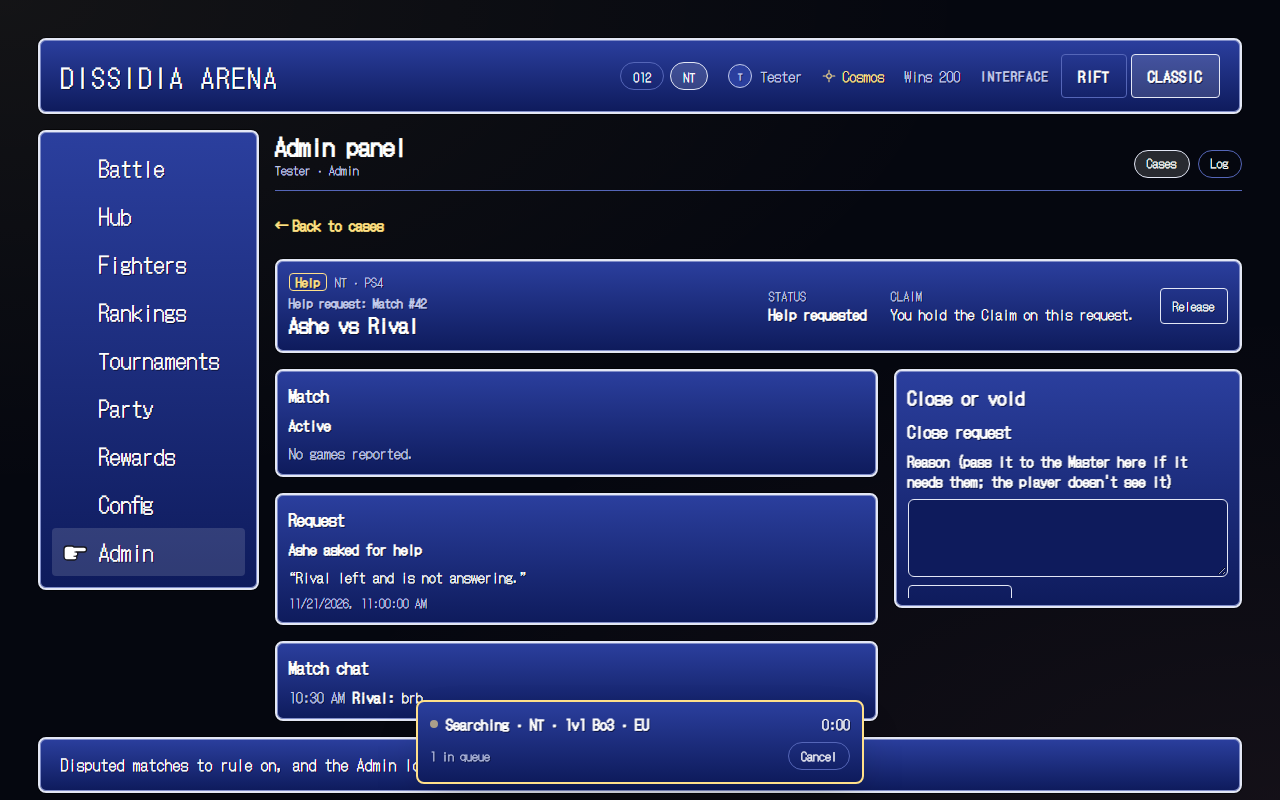 DISSIDIA ARENA
012
NT
T
Tester
Cosmos
Wins 200
INTERFACE
RIFT
CLASSIC
Battle
Hub
Fighters
Rankings
Tournaments
Party
Rewards
Config
Admin
Admin panel
Tester · Admin
Cases
Log
← Back to cases
Help
NT · PS4
Help request: Match #42
Ashe vs Rival
STATUS
Help requested
CLAIM
You hold the Claim on this request.
Release
Match
Active
No games reported.
Request
Ashe asked for help
“Rival left and is not answering.”
11/21/2026, 11:00:00 AM
Match chat
10:30 AM Rival: brb
Close or void
Close request
Reason (pass it to the Master here if it
needs them; the player doesn't see it)
Searching · NT · 1v1 Bo3 · EU
0:00
1 in queue
Cancel
Disputed matches to rule on, and the Admin